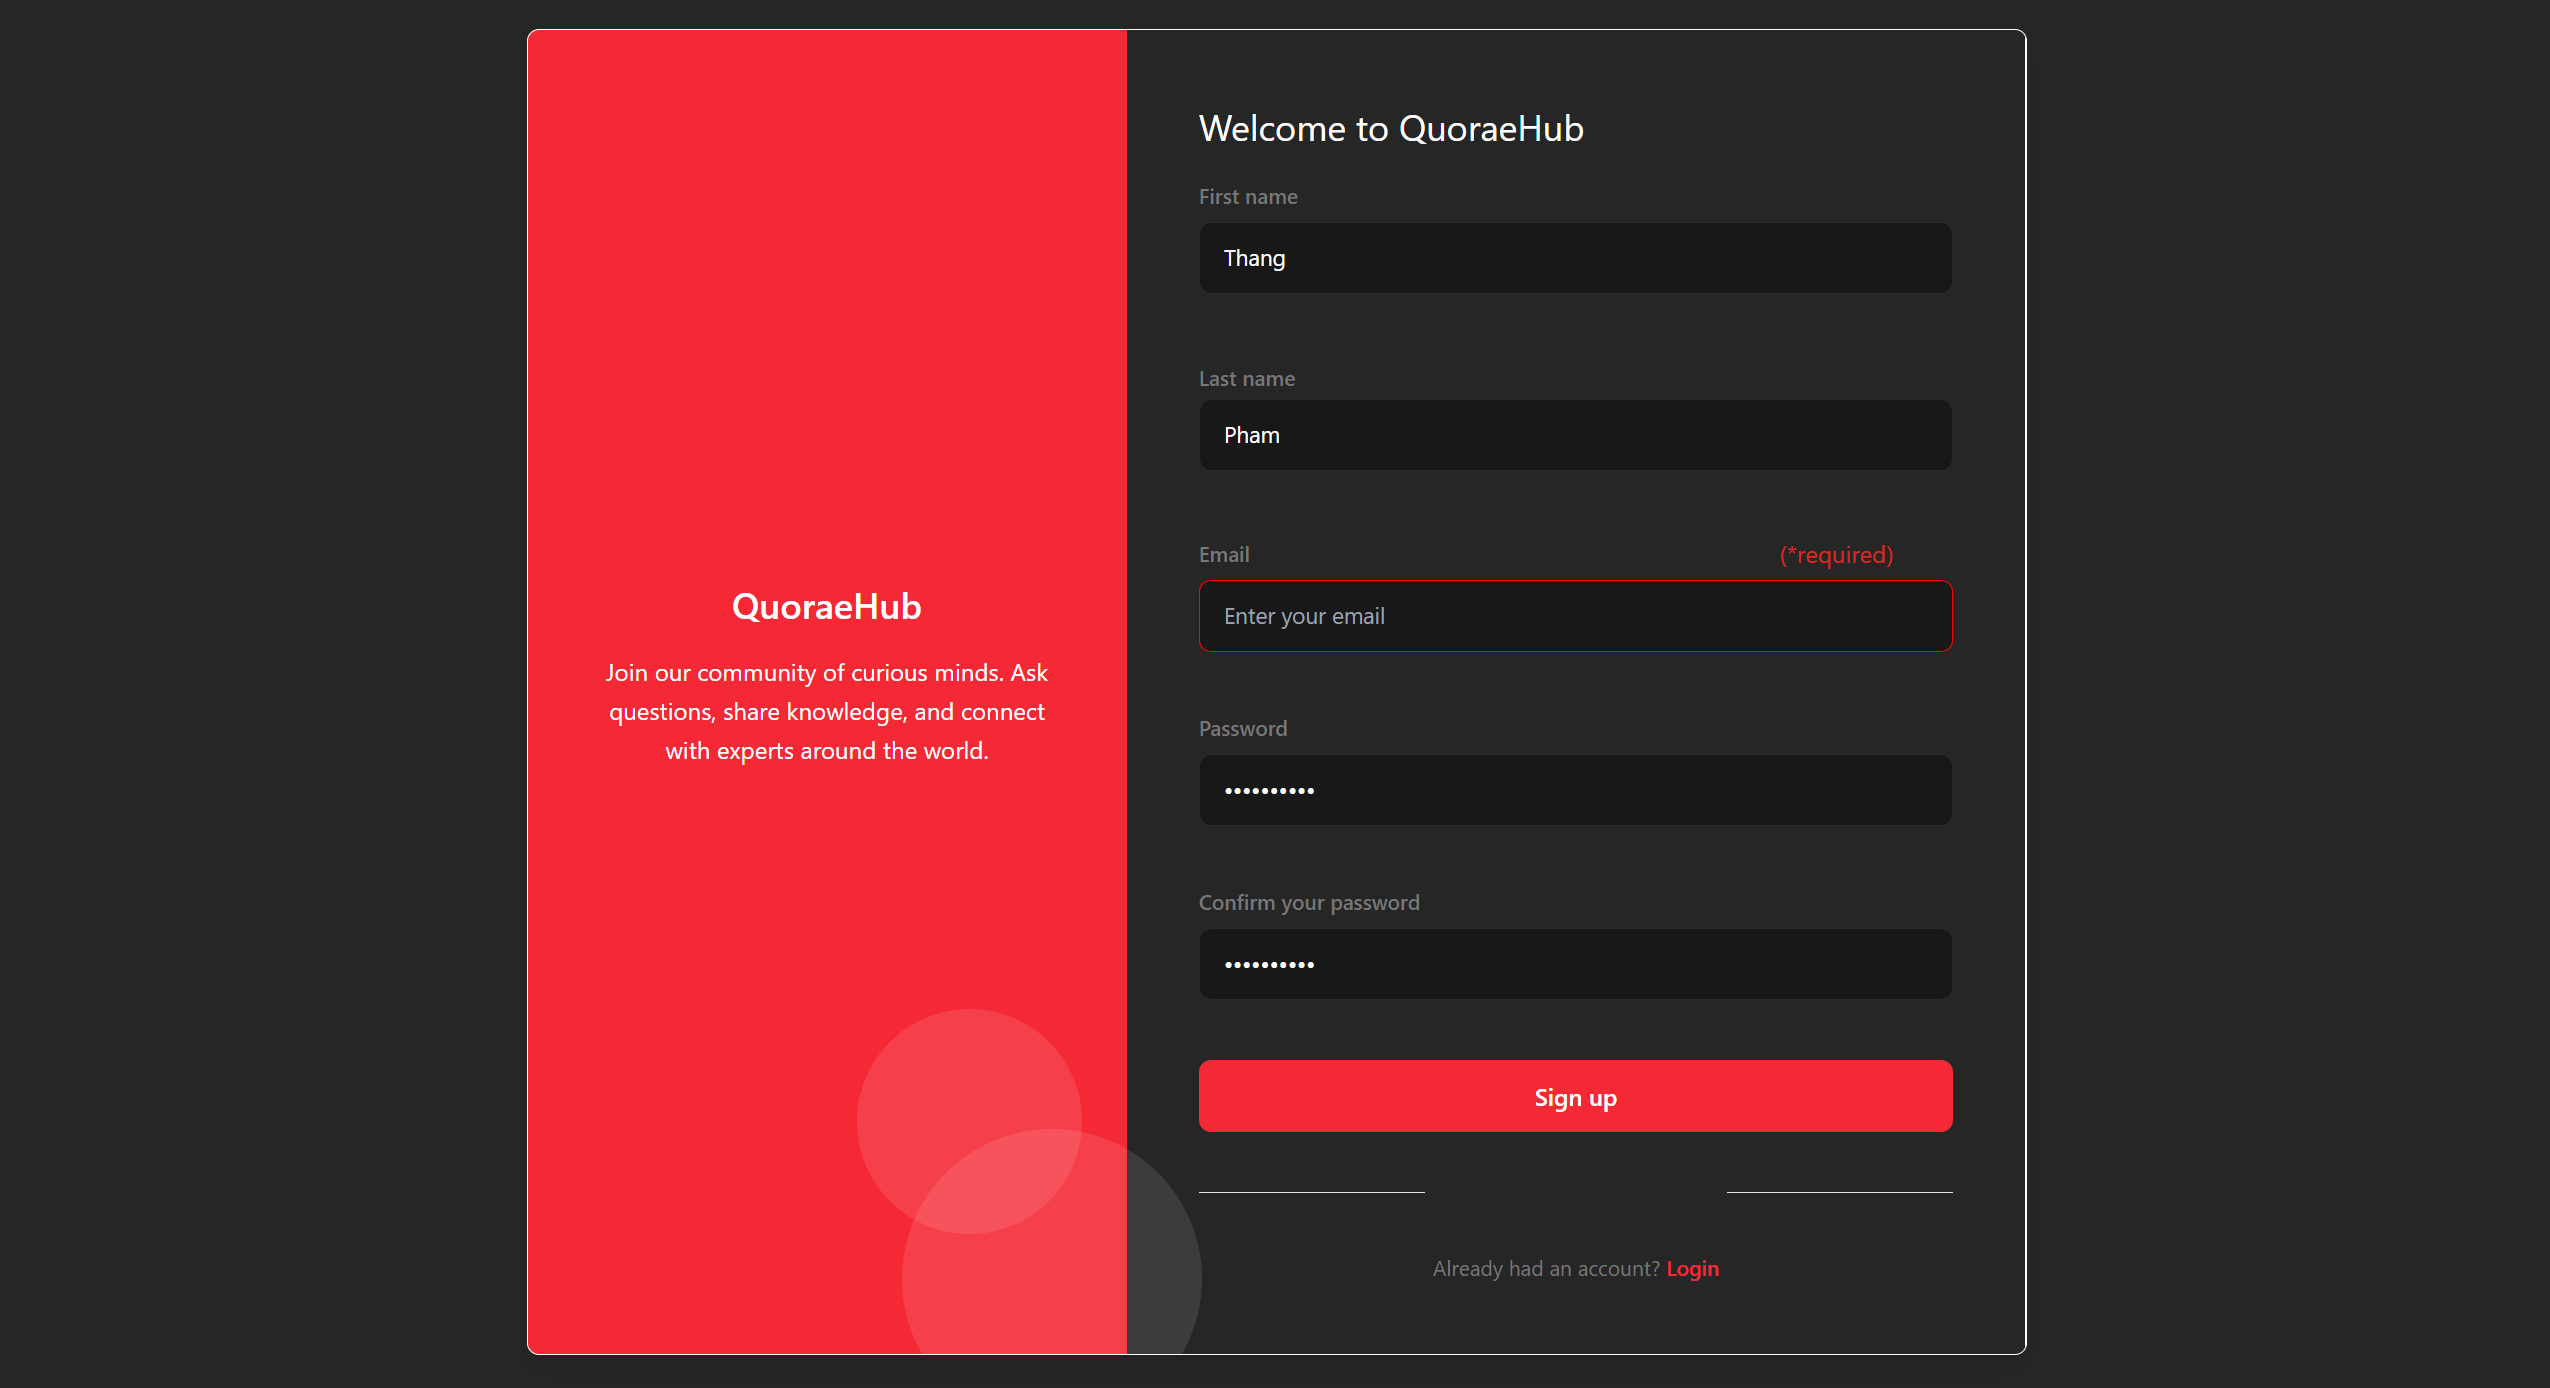 QuoraeHub
Join our community of curious minds. Ask
questions, share knowledge, and connect
with experts around the world.
Welcome to QuoraeHub
First name
Thang
Last name
Pham
Email (*required)
Enter your email
Password
••••••••••
Confirm your password
••••••••••
Sign up
Already had an account? Login